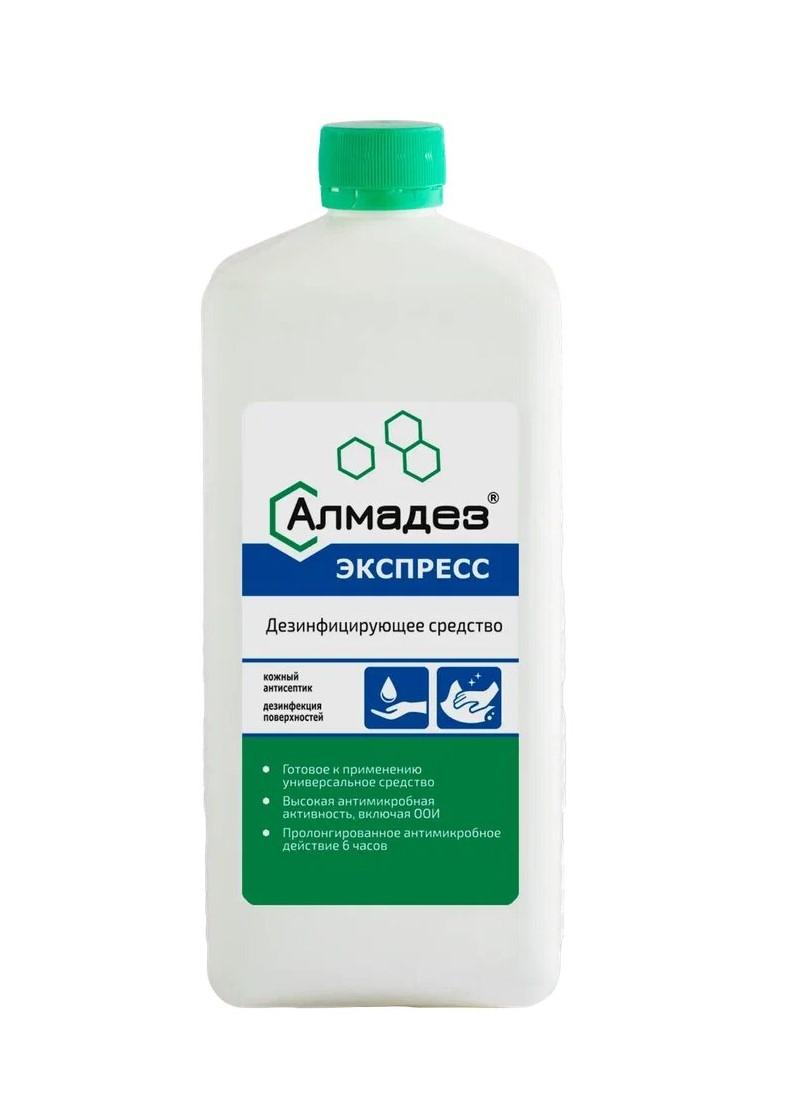 Алмадез®
ЭКСПРЕСС
Дезинфицирующее средство
кожный
антисептик
дезинфекция
поверхностей
Готовое к применению
универсальное средство
Высокая антимикробная
активность, включая ООИ
Пролонгированное антимикробное
действие 6 часов